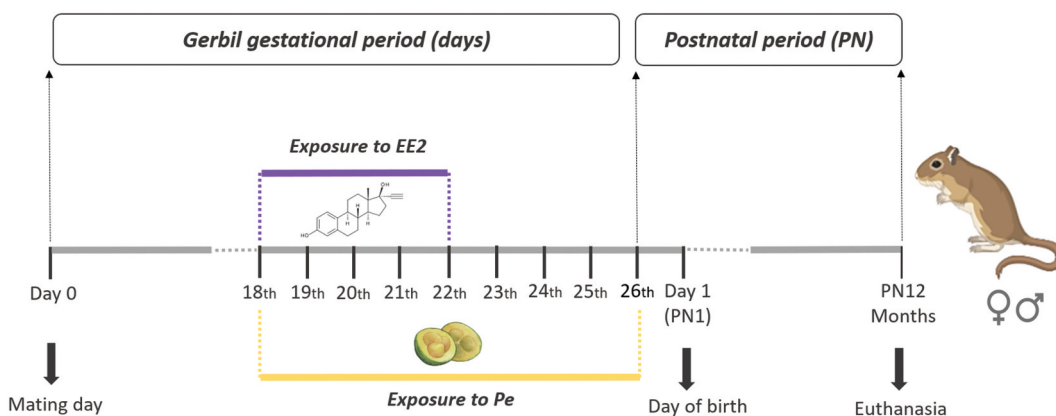 Gerbil gestational period (days)
Postnatal period (PN)
Exposure to EE2
OH
H
H
H
HO
Day 0
18th
19th
20th
21th
22th
23th
24th
25th
26th
Day 1
(PN1)
PN12
Months
Mating day
Exposure to Pe
Day of birth
Euthanasia